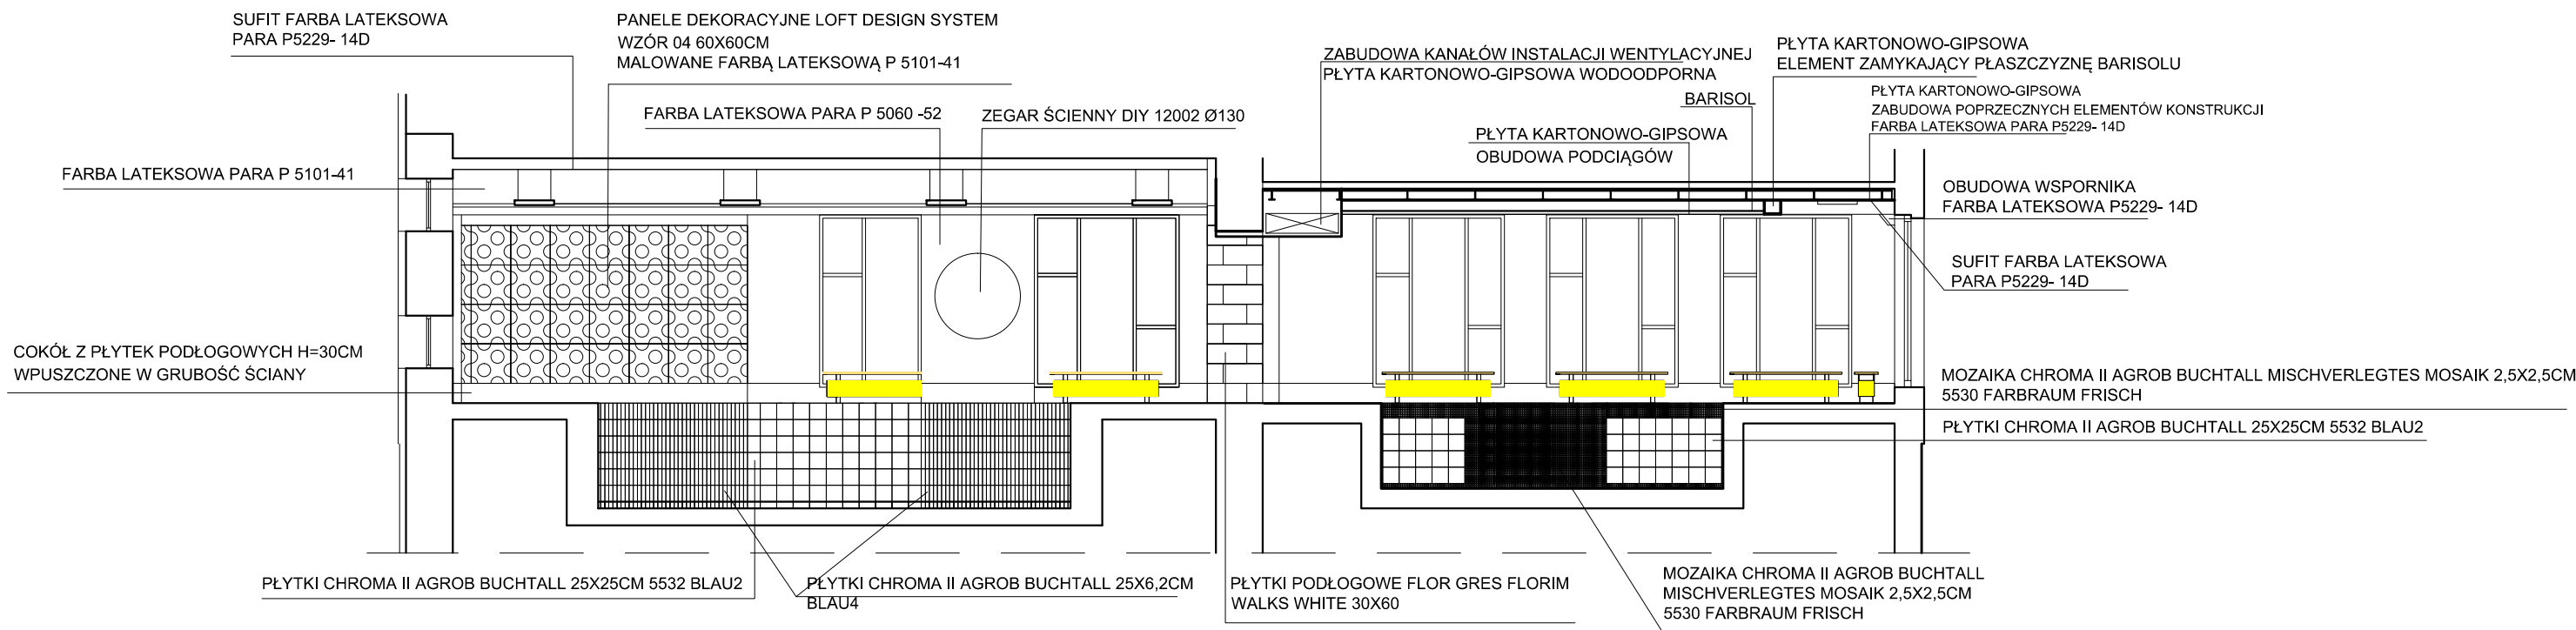 SUFIT FARBA LATEKSOWA
PARA P5229- 14D
PANELE DEKORACYJNE LOFT DESIGN SYSTEM
WZÓR 04 60X60CM
MALOWANE FARBĄ LATEKSOWĄ P 5101-41
ZABUDOWA KANAŁÓW INSTALACJI WENTYLACYJNEJ
PŁYTA KARTONOWO-GIPSOWA WODOODPORNA
PŁYTA KARTONOWO-GIPSOWA
ELEMENT ZAMYKAJĄCY PŁASZCZYZNĘ BARISOLU
PŁYTA KARTONOWO-GIPSOWA
ZABUDOWA POPRZECZNYCH ELEMENTÓW KONSTRUKCJI
FARBA LATEKSOWA PARA P5229- 14D
BARISOL
FARBA LATEKSOWA PARA P 5060 -52
ZEGAR ŚCIENNY DIY 12002 Ø130
PŁYTA KARTONOWO-GIPSOWA
OBUDOWA PODCIĄGÓW
FARBA LATEKSOWA PARA P 5101-41
OBUDOWA WSPORNIKA
FARBA LATEKSOWA P5229- 14D
SUFIT FARBA LATEKSOWA
PARA P5229- 14D
COKÓŁ Z PŁYTEK PODŁOGOWYCH H=30CM
WPUSZCZONE W GRUBOŚĆ ŚCIANY
MOZAIKA CHROMA II AGROB BUCHTALL MISCHVERLEGTES MOSAIK 2,5X2,5CM
5530 FARBRAUM FRISCH
PŁYTKI CHROMA II AGROB BUCHTALL 25X25CM 5532 BLAU2
PŁYTKI CHROMA II AGROB BUCHTALL 25X25CM 5532 BLAU2
PŁYTKI CHROMA II AGROB BUCHTALL 25X6,2CM
BLAU4
PŁYTKI PODŁOGOWE FLOR GRES FLORIM
WALKS WHITE 30X60
MOZAIKA CHROMA II AGROB BUCHTALL
MISCHVERLEGTES MOSAIK 2,5X2,5CM
5530 FARBRAUM FRISCH